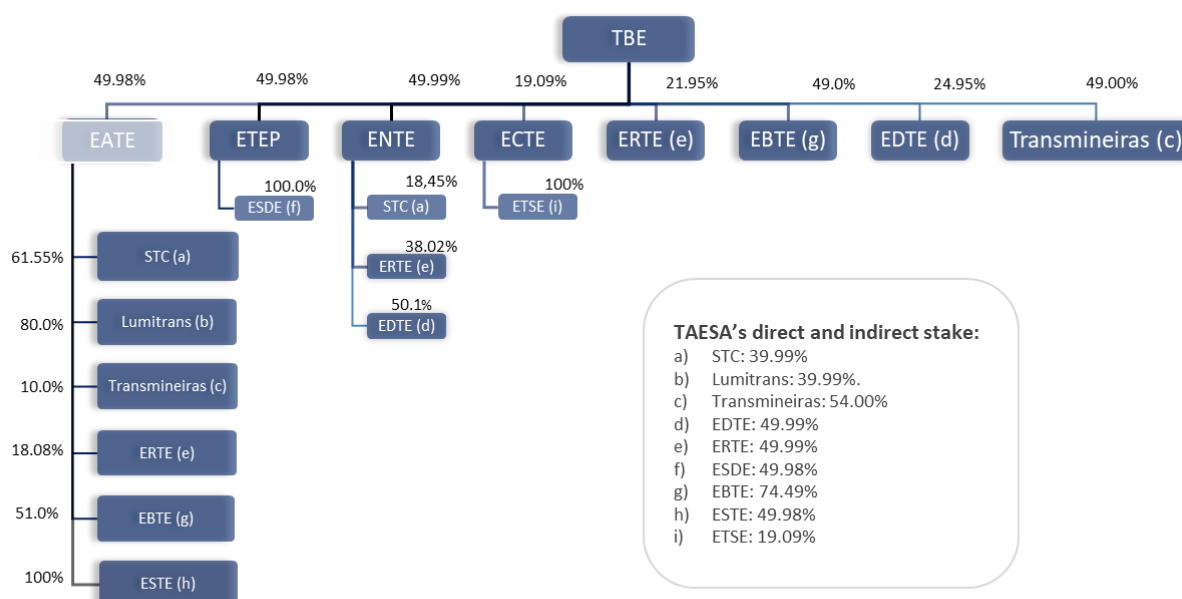 TBE
49.98%
49.98%
49.99%
19.09%
21.95%
49.0%
24.95%
49.00%
EATE
ETEP
ENTE
ECTE
ERTE (e)
EBTE (g)
EDTE (d)
Transmineiras (c)
100.0%
ESDE (f)
18,45%
STC (a)
100%
ETSE (i)
38.02%
ERTE (e)
50.1%
EDTE (d)
61.55%
STC (a)
80.0%
Lumitrans (b)
10.0%
Transmineiras (c)
18.08%
ERTE (e)
51.0%
EBTE (g)
100%
ESTE (h)
TAESA's direct and indirect stake:
a) STC: 39.99%
b) Lumitrans: 39.99%.
c) Transmineiras: 54.00%
d) EDTE: 49.99%
e) ERTE: 49.99%
f) ESDE: 49.98%
g) EBTE: 74.49%
h) ESTE: 49.98%
i) ETSE: 19.09%